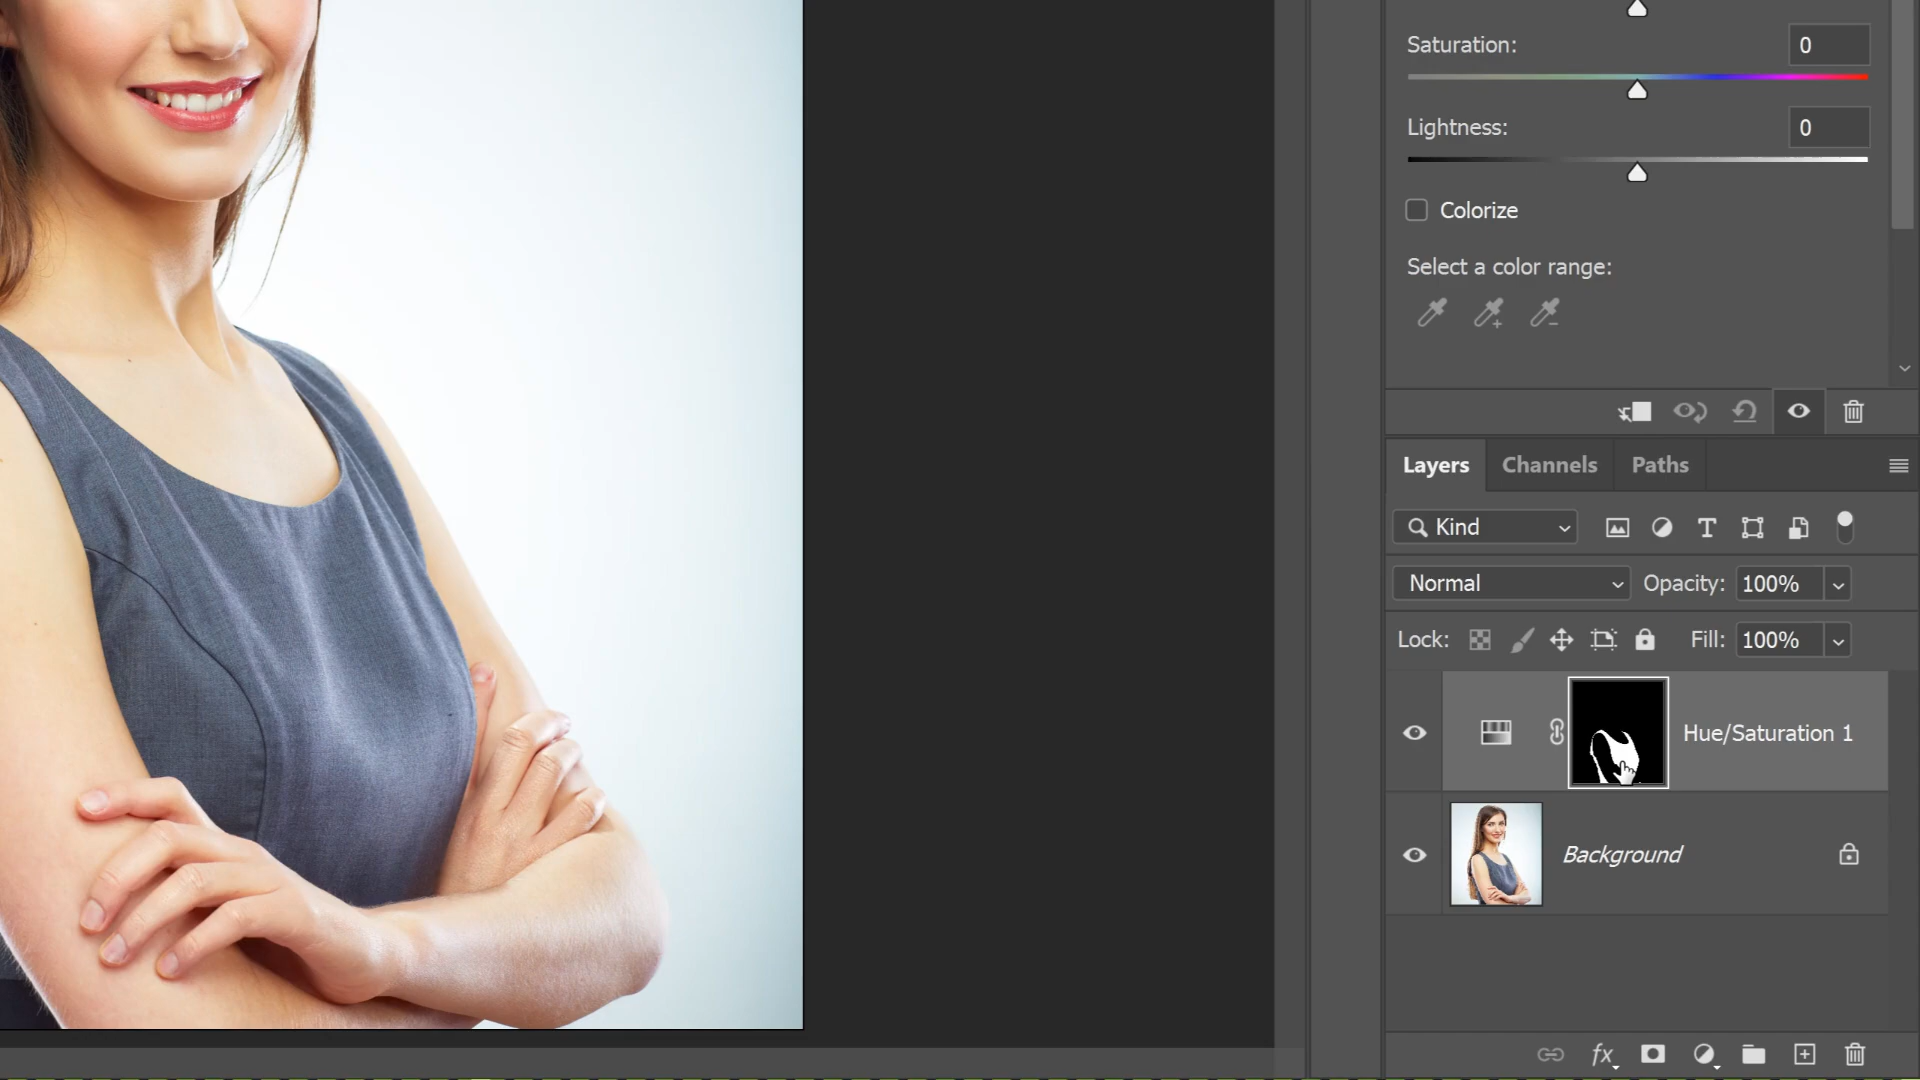 Saturation: 0
Lightness: 0
Colorize
Select a color range:
Layers Channels Paths
Kind
Normal Opacity: 100%
Lock: Fill: 100%
Hue/Saturation 1
Background
fx